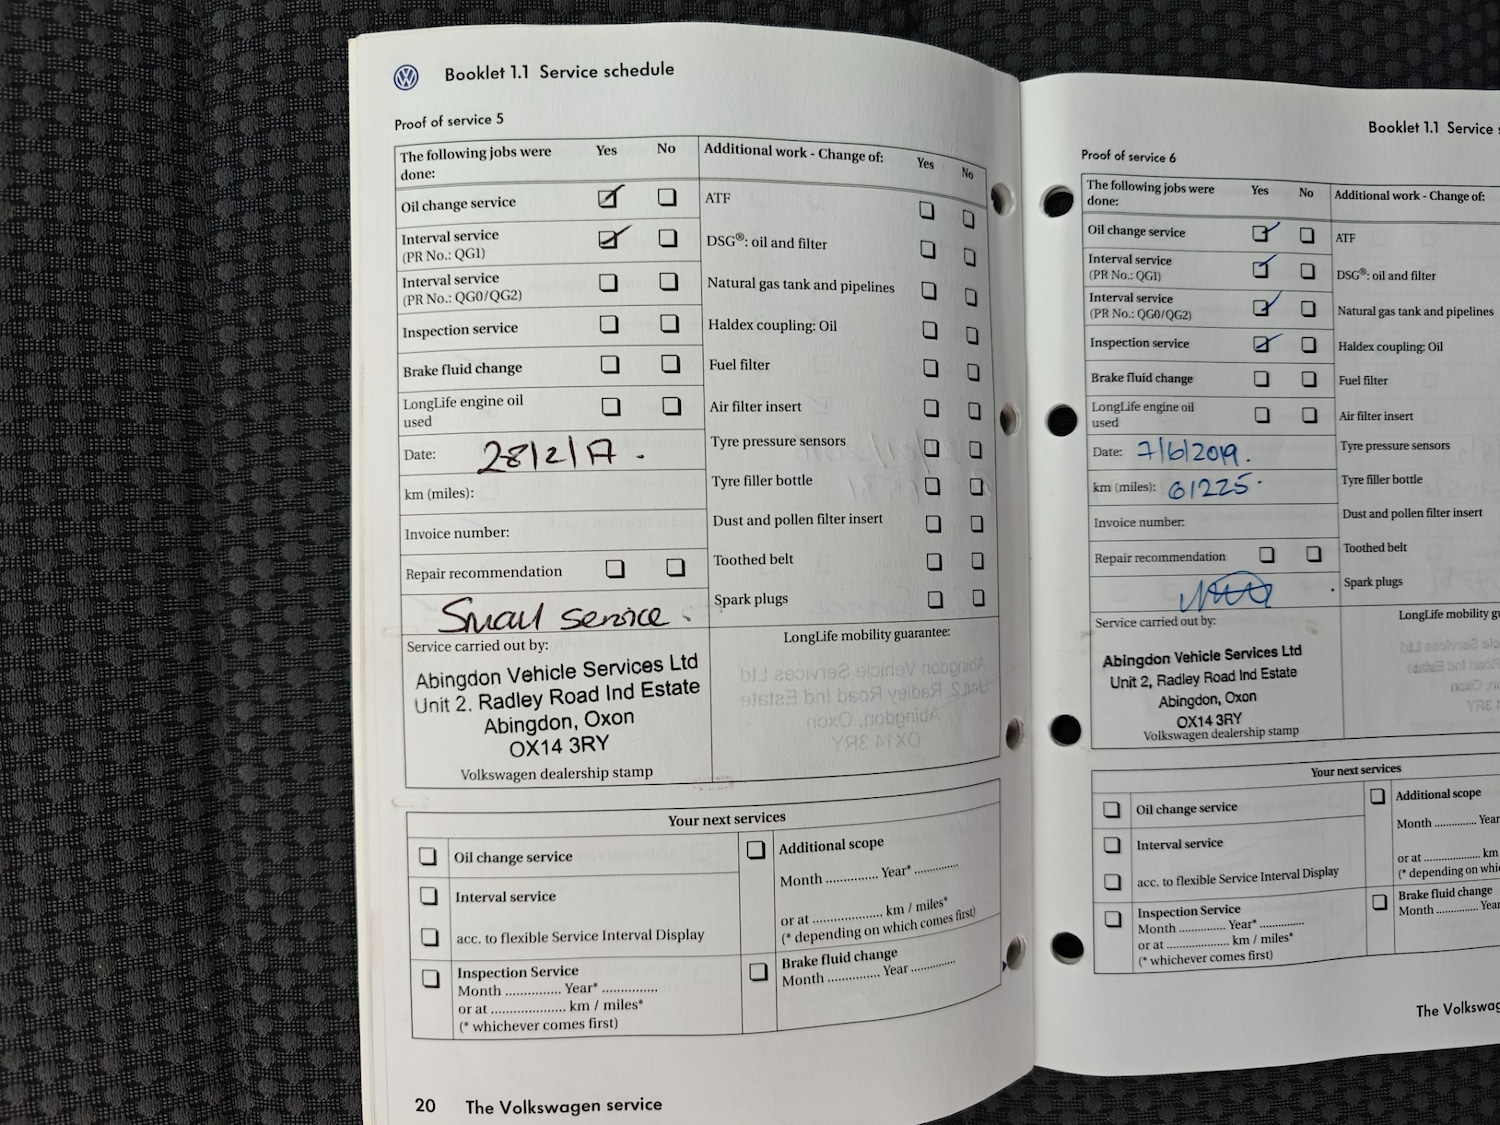 Booklet 1.1 Service schedule
Proof of service 5
The following jobs were done: Yes No
Additional work - Change of: Yes No
Oil change service
Interval service
(PR No.: QG1)
Interval service
(PR No.: QG0/QG2)
Inspection service
Brake fluid change
LongLife engine oil
used
Date: 28/2/17.
km (miles):
Invoice number:
Repair recommendation
Small service.
Service carried out by:
Abingdon Vehicle Services Ltd
Unit 2. Radley Road Ind Estate
Abingdon, Oxon
OX14 3RY
Volkswagen dealership stamp
ATF
DSG®: oil and filter
Natural gas tank and pipelines
Haldex coupling: Oil
Fuel filter
Air filter insert
Tyre pressure sensors
Tyre filler bottle
Dust and pollen filter insert
Toothed belt
Spark plugs
LongLife mobility guarantee:
Your next services
Oil change service
Interval service
acc. to flexible Service Interval Display
Inspection Service
Month .............. Year* ..............
or at ..................... km / miles*
(* whichever comes first)
Additional scope
Month ............. Year* ...........
or at .................... km / miles*
(* depending on which comes first)
Brake fluid change
Month ............. Year ...........
20 The Volkswagen service
Booklet 1.1 Service
Proof of service 6
The following jobs were
done: Yes No
Additional work - Change of:
Oil change service
Interval service
(PR No.: QG1)
Interval service
(PR No.: QG0/QG2)
Inspection service
Brake fluid change
LongLife engine oil
used
Date: 7/6/2019.
km (miles): 61225.
Invoice number:
Repair recommendation
Service carried out by:
Abingdon Vehicle Services Ltd
Unit 2, Radley Road Ind Estate
Abingdon, Oxon
OX14 3RY
Volkswagen dealership stamp
ATF
DSG®: oil and filter
Natural gas tank and pipelines
Haldex coupling: Oil
Fuel filter
Air filter insert
Tyre pressure sensors
Tyre filler bottle
Dust and pollen filter insert
Toothed belt
Spark plugs
LongLife mobility
Your next services
Oil change service
Interval service
acc. to flexible Service Interval Display
Inspection Service
Month .............. Year* ..............
or at ................... km / miles*
(* whichever comes first)
Additional scope
Month ............. Year
or at .................... km
(* depending on
Brake fluid change
Month ............. Year
The